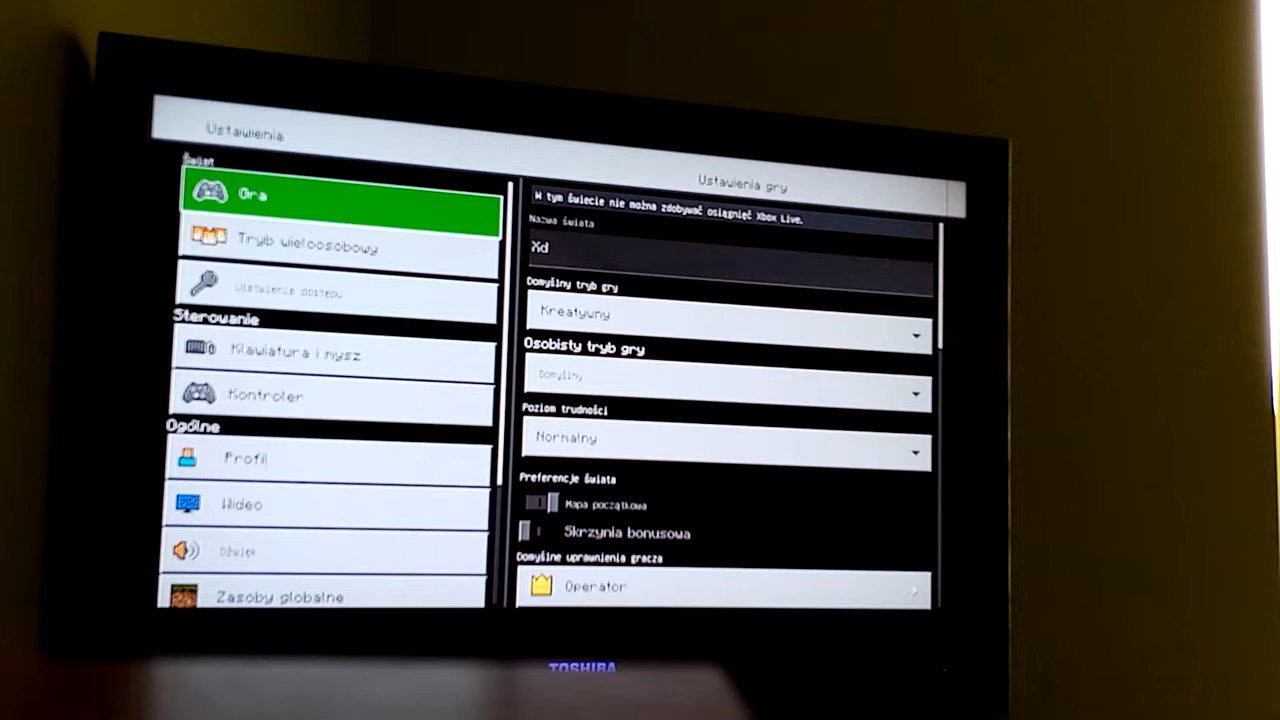 Ustawienia
Ustawienia gry
Świat
Gra
Tryb wieloosobowy
Ustawienia dostępu
Sterowanie
Klawiatura i mysz
Kontroler
Ogólne
Profil
Wideo
Dźwięk
Zasoby globalne
W tym świecie nie można zdobywać osiągnięć Xbox Live.
Nazwa świata
Xd
Domyślny tryb gry
Kreatywny
Osobisty tryb gry
Domyślny
Poziom trudności
Normalny
Preferencje świata
Mapa początkowa
Skrzynia bonusowa
Domyślne uprawnienia gracza
Operator
TOSHIBA